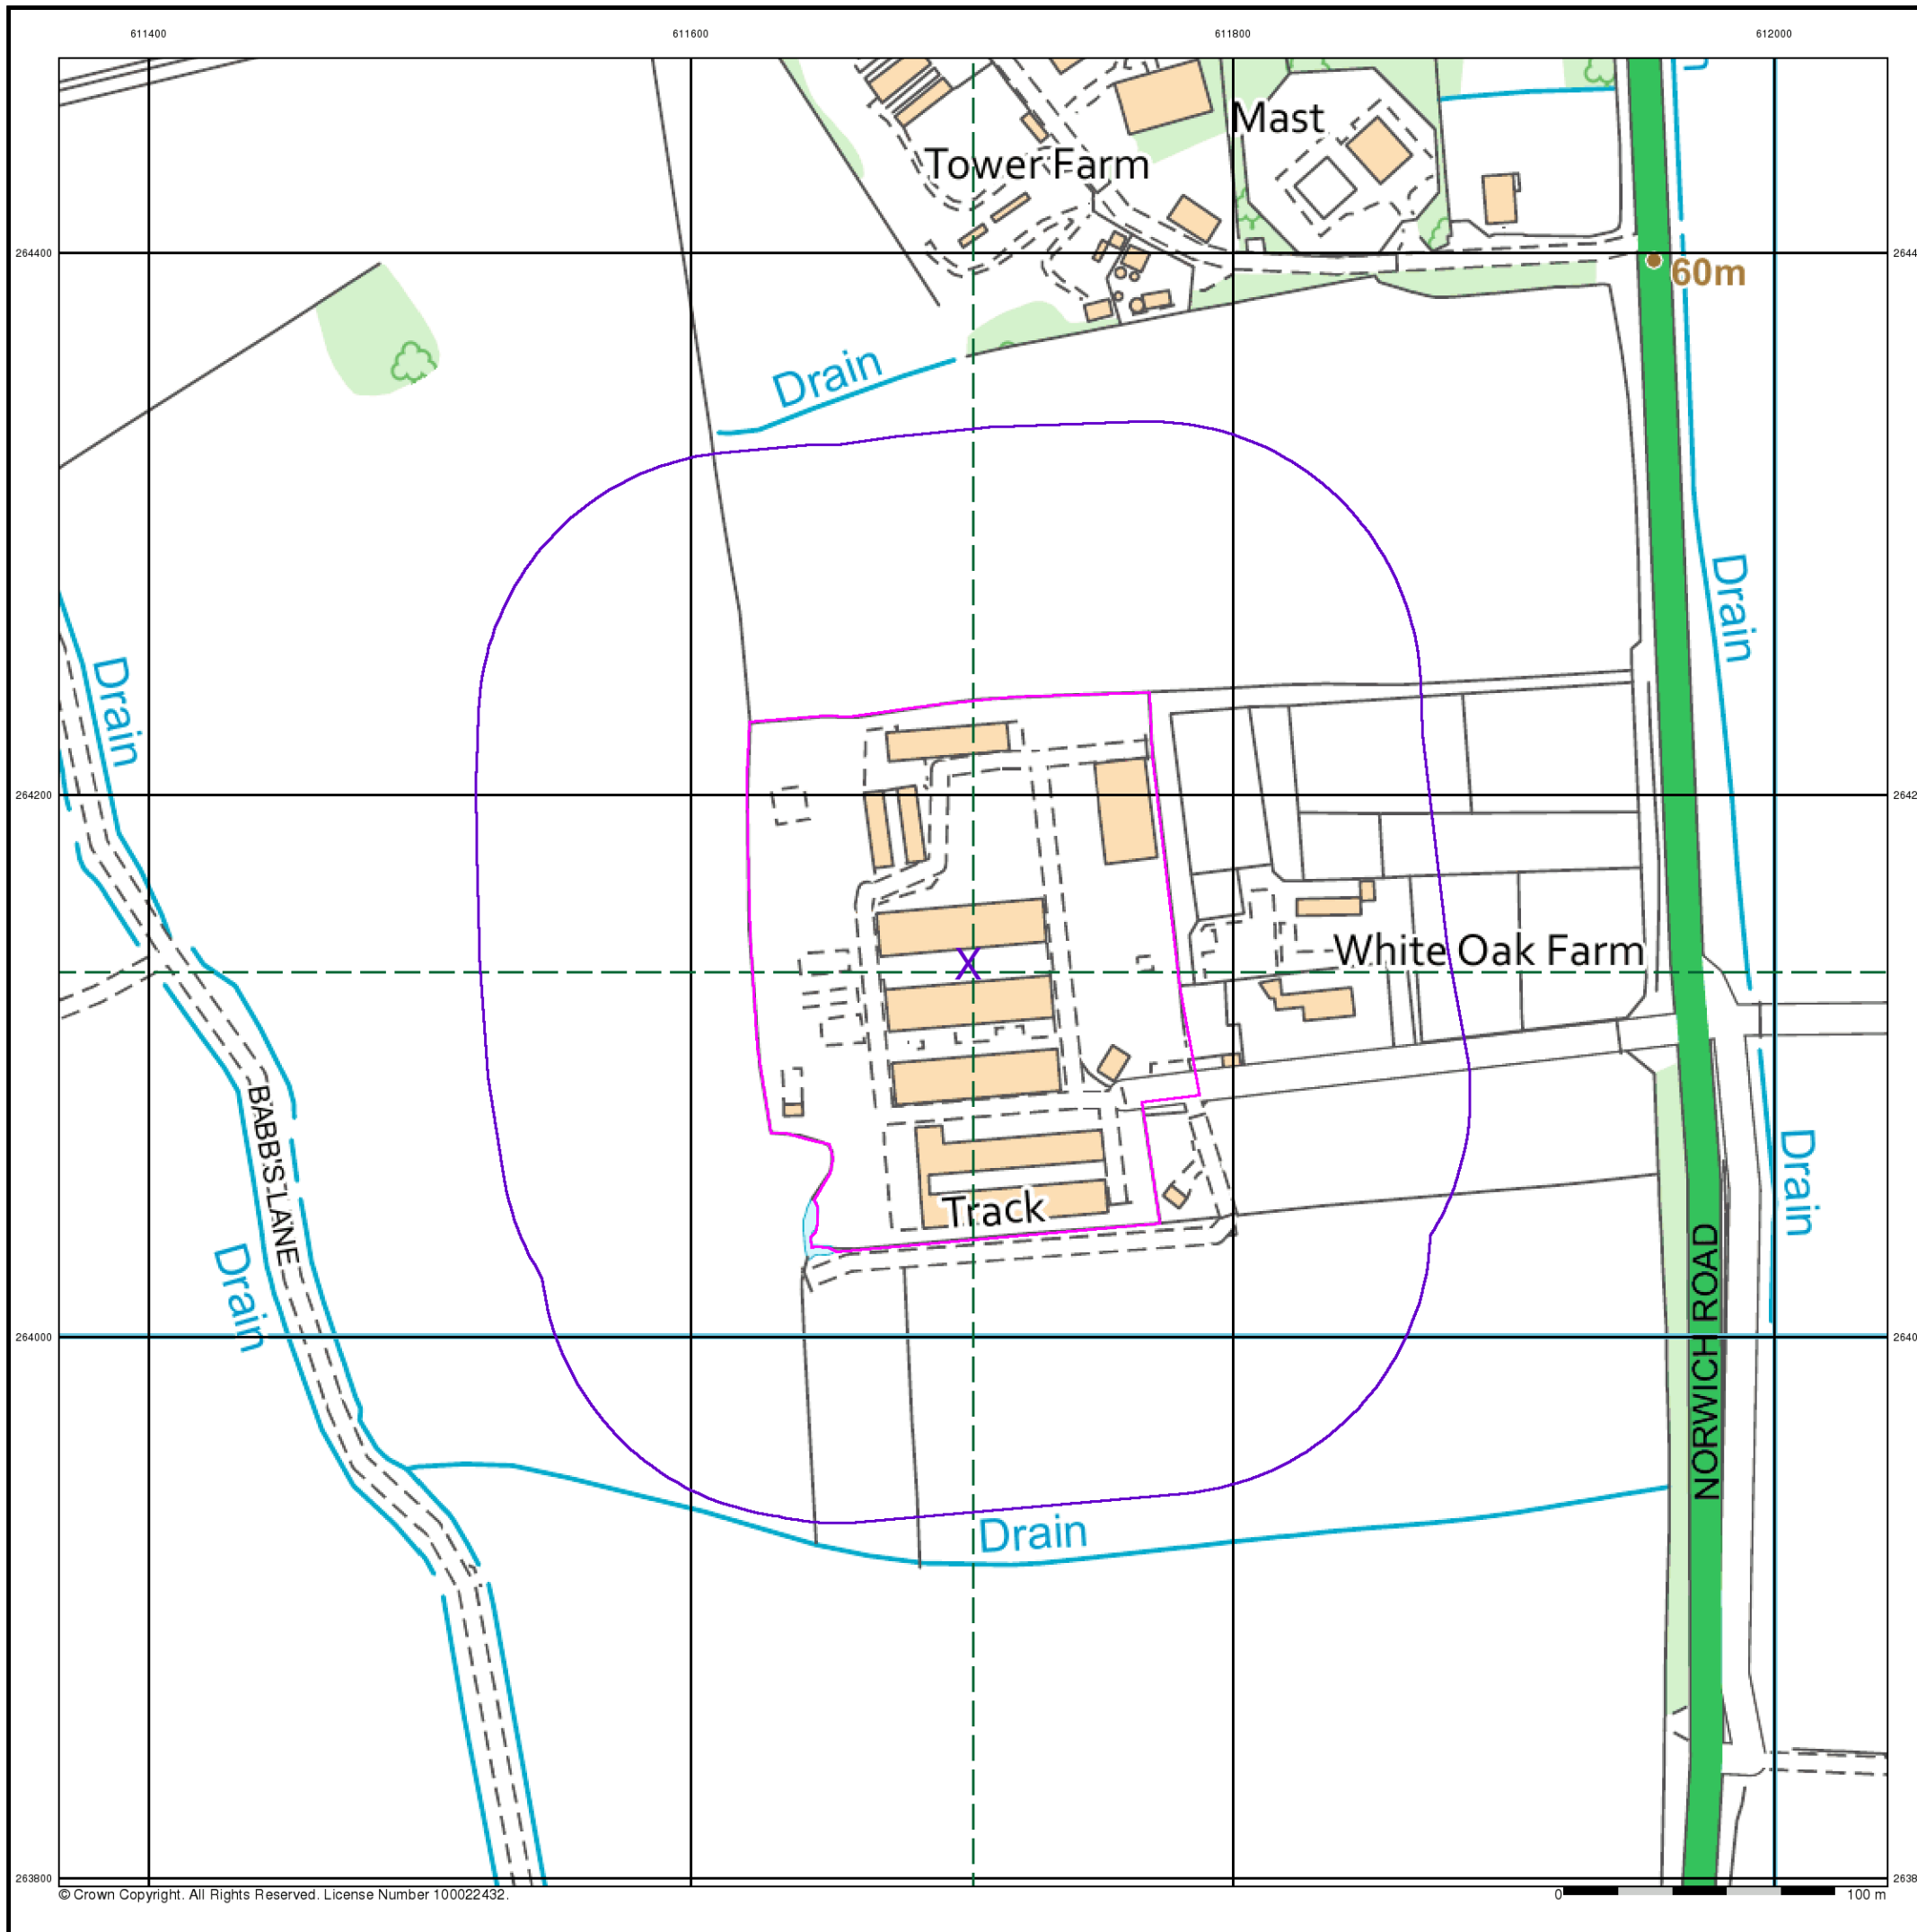 611400
611600
611800
612000
Mast
Tower Farm
264400
2644
60m
Drain
Drain
Drain
264200
2642
White Oak Farm
X
BABB'S LANE
Drain
Drain
Track
NORWICH ROAD
264000
2640
Drain
263800
2638
© Crown Copyright. All Rights Reserved. License Number 100022432.
0
100 m